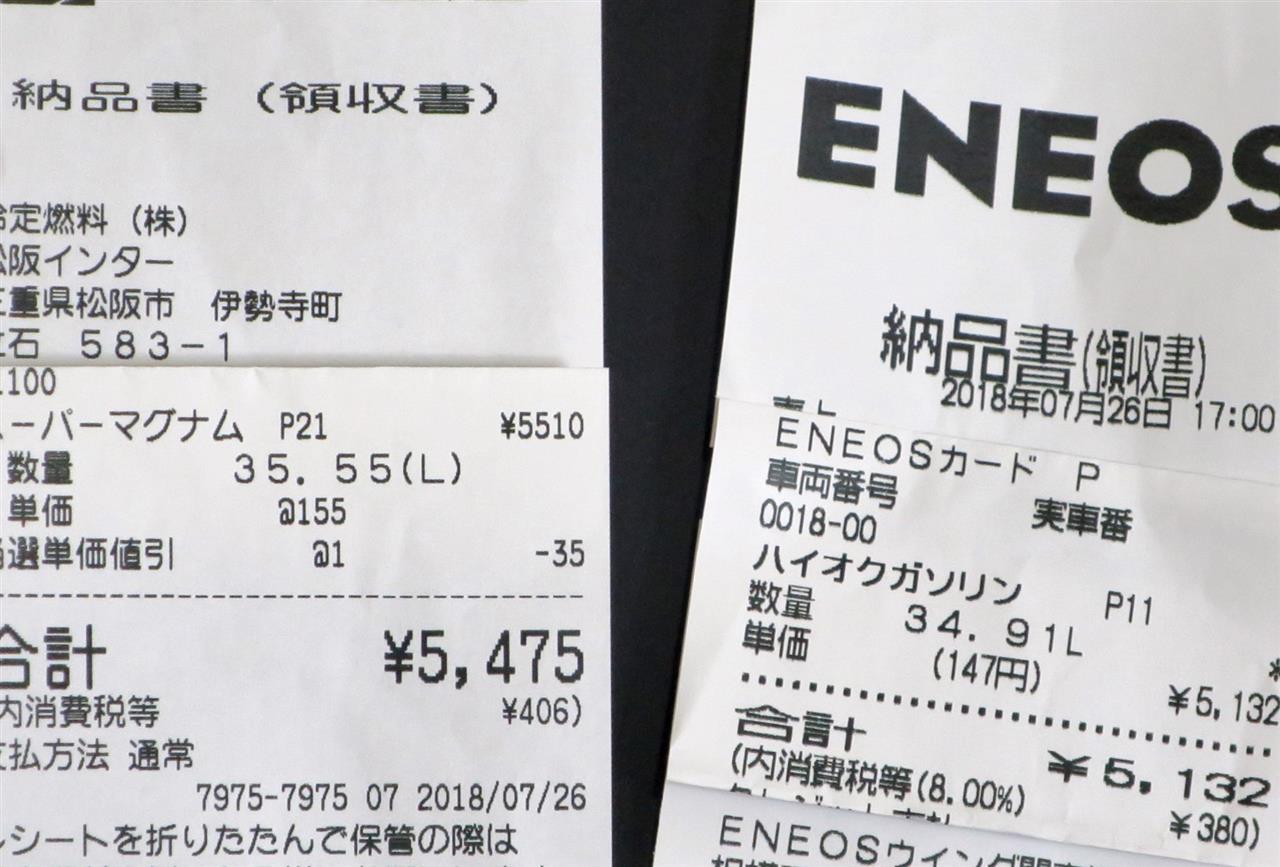 納品書 (領収書)
定燃料 (株)
阪インター
重県松阪市 伊勢寺町
石 583-1
100
ーパーマグナム P21 ¥5510
数量 35.55(L)
単価 @155
選単価値引 @1 -35
合計 ¥5,475
内消費税等 ¥406)
払方法 通常
7975-7975 07 2018/07/26
シートを折りたたんで保管の際は
ENEOS
納品書(領収書)
2018年07月26日 17:00
ENEOSカード P
車両番号 実車番
0018-00
ハイオクガソリン P11
数量 34.91L
単価 (147円) ¥5,132
合計 ¥5,132
(内消費税等(8.00%) ¥380)
ENEOSウイング